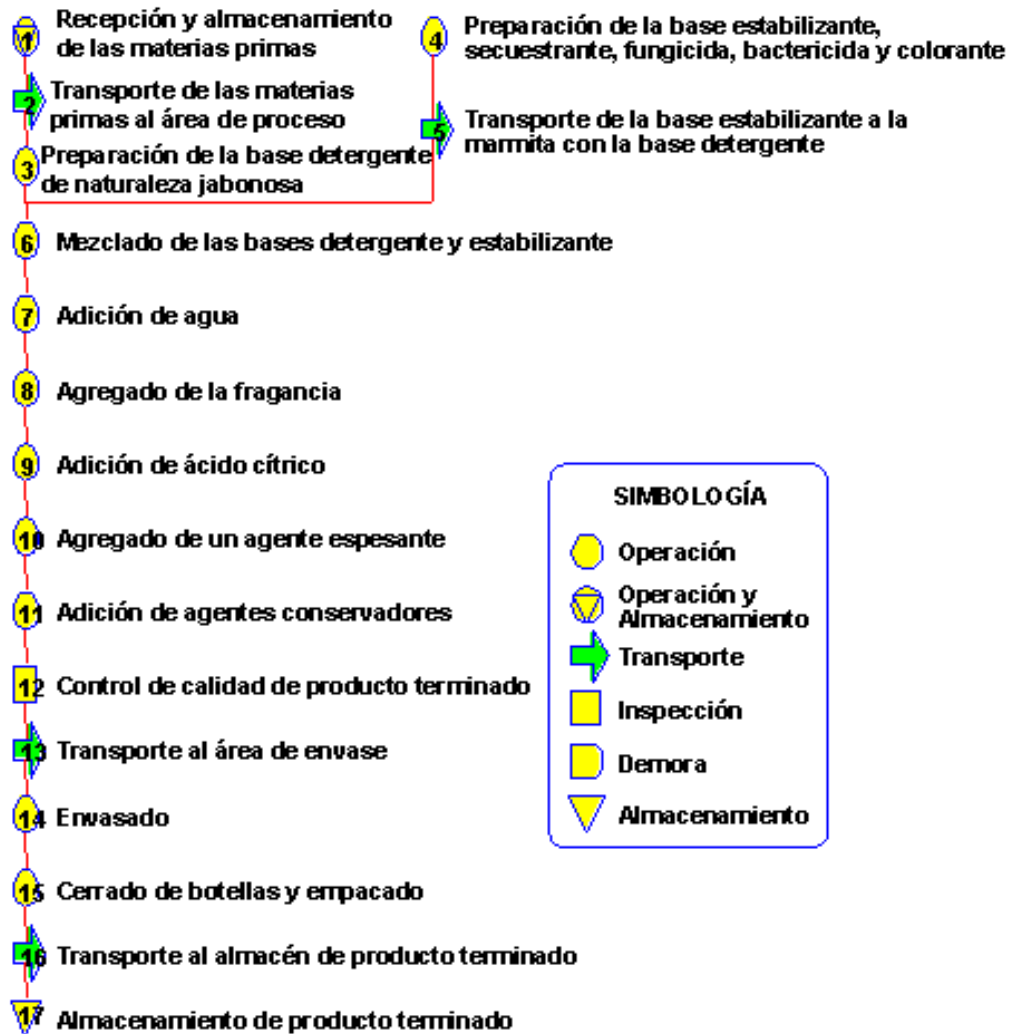 1 Recepción y almacenamiento
de las materias primas
2 Transporte de las materias
primas al área de proceso
3 Preparación de la base detergente
de naturaleza jabonosa
4 Preparación de la base estabilizante,
secuestrante, fungicida, bactericida y colorante
5 Transporte de la base estabilizante a la
marmita con la base detergente
6 Mezclado de las bases detergente y estabilizante
7 Adición de agua
8 Agregado de la fragancia
9 Adición de ácido cítrico
10 Agregado de un agente espesante
11 Adición de agentes conservadores
12 Control de calidad de producto terminado
13 Transporte al área de envase
14 Envasado
15 Cerrado de botellas y empacado
16 Transporte al almacén de producto terminado
17 Almacenamiento de producto terminado
SIMBOLOGÍA
Operación
Operación y
Almacenamiento
Transporte
Inspección
Demora
Almacenamiento